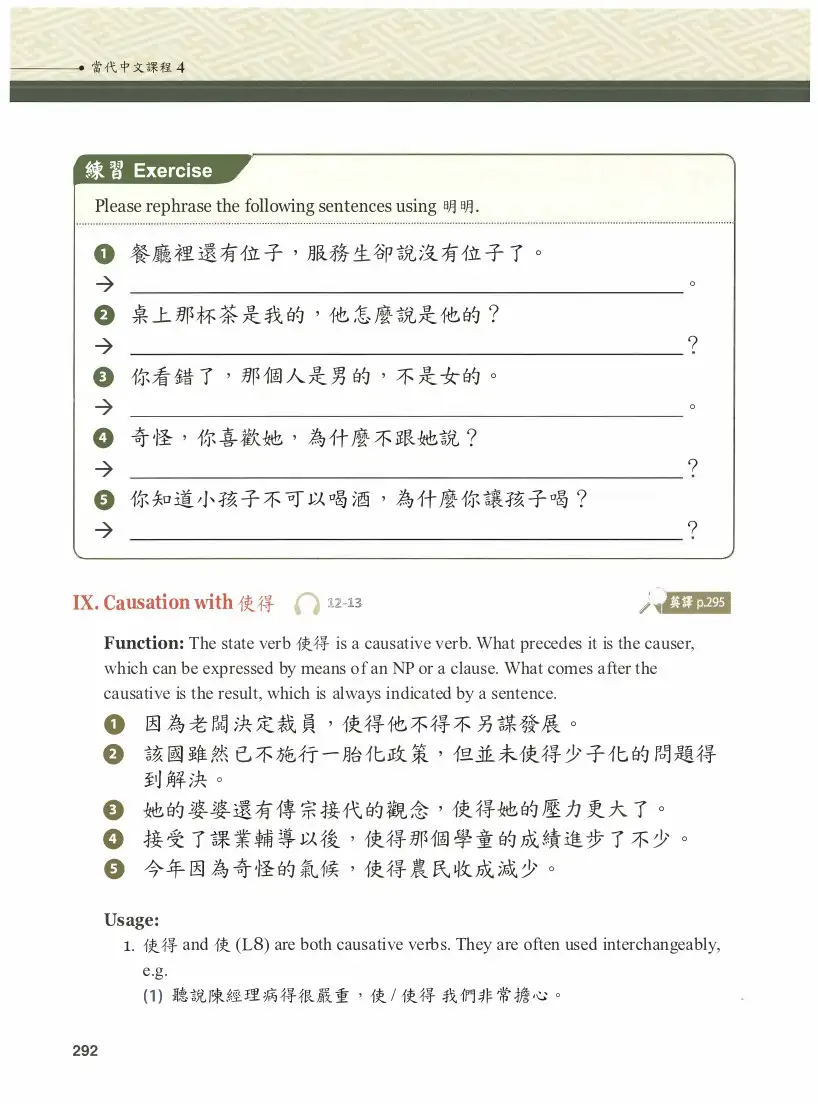 當代中文課程 4
練習 Exercise
Please rephrase the following sentences using 明明.
1 餐廳裡還有位子，服務生卻說沒有位子了。
→ 。
2 桌上那杯茶是我的，他怎麼說是他的？
→ ？
3 你看錯了，那個人是男的，不是女的。
→ 。
4 奇怪，你喜歡她，為什麼不跟她說？
→ ？
5 你知道小孩子不可以喝酒，為什麼你讓孩子喝？
→ ？
IX. Causation with 使得 12-13 英譯 p.295
Function: The state verb 使得 is a causative verb. What precedes it is the causer,
which can be expressed by means of an NP or a clause. What comes after the
causative is the result, which is always indicated by a sentence.
1 因為老闆決定裁員，使得他不得不另謀發展。
2 該國雖然已不施行一胎化政策，但並未使得少子化的問題得
到解決。
3 她的婆婆還有傳宗接代的觀念，使得她的壓力更大了。
4 接受了課業輔導以後，使得那個學童的成績進步了不少。
5 今年因為奇怪的氣候，使得農民收成減少。
Usage:
1. 使得 and 使 (L8) are both causative verbs. They are often used interchangeably,
e.g.
(1) 聽說陳經理病得很嚴重，使 / 使得 我們非常擔心。
292